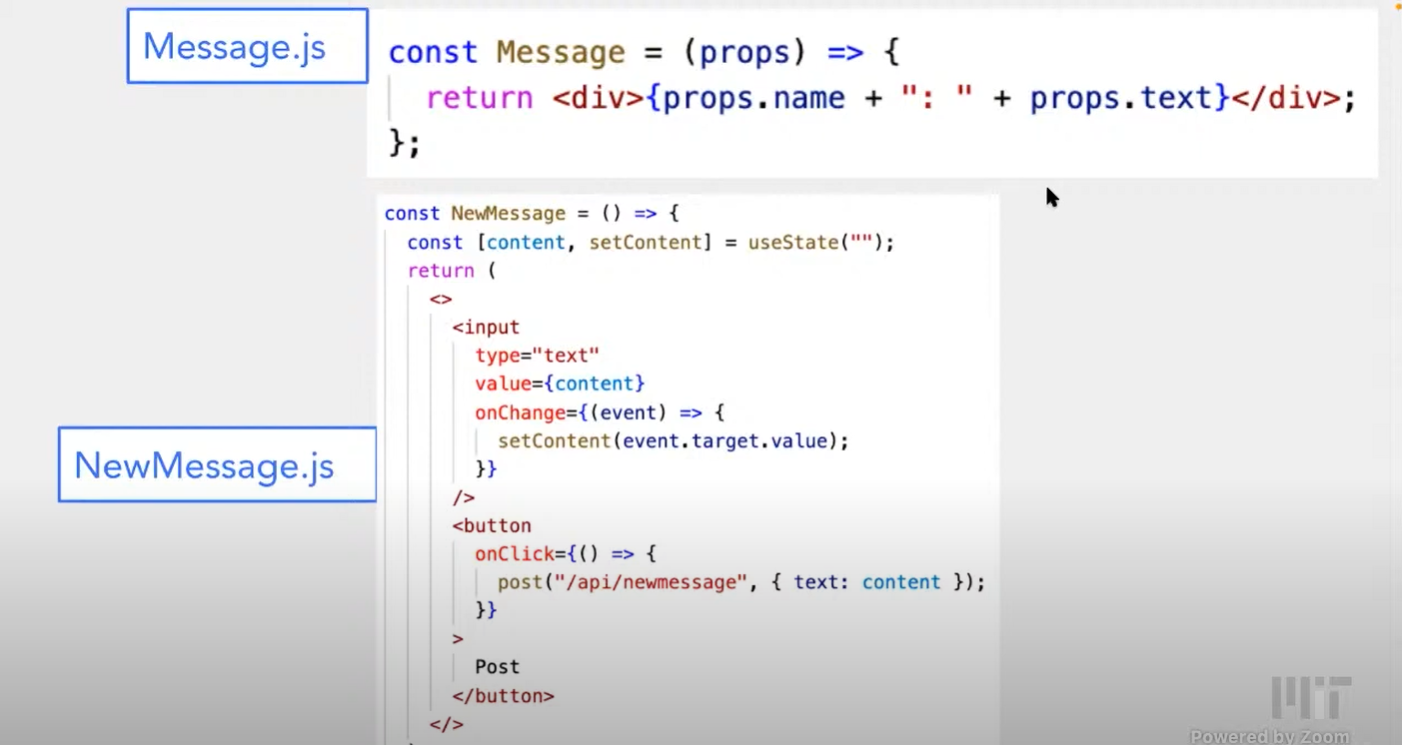 Message.js
const Message = (props) => {
  return <div>{props.name + ": " + props.text}</div>;
};
NewMessage.js
const NewMessage = () => {
  const [content, setContent] = useState("");
  return (
    <>
      <input
        type="text"
        value={content}
        onChange={(event) => {
          setContent(event.target.value);
        }}
      />
      <button
        onClick={() => {
          post("/api/newmessage", { text: content });
        }}
      >
        Post
      </button>
    </>
MIT
Powered by Zoom